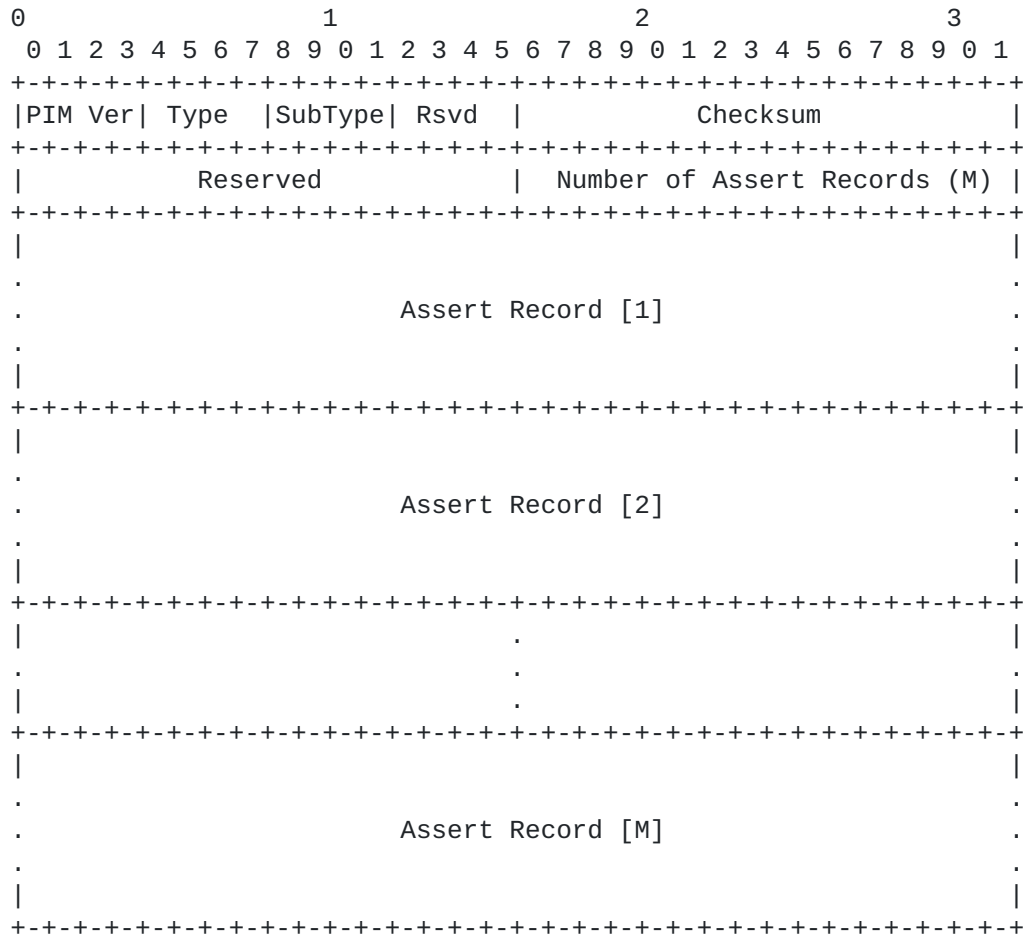 0                   1                   2                   3
 0 1 2 3 4 5 6 7 8 9 0 1 2 3 4 5 6 7 8 9 0 1 2 3 4 5 6 7 8 9 0 1
+-+-+-+-+-+-+-+-+-+-+-+-+-+-+-+-+-+-+-+-+-+-+-+-+-+-+-+-+-+-+-+-+
|PIM Ver| Type  |SubType| Rsvd  |           Checksum            |
+-+-+-+-+-+-+-+-+-+-+-+-+-+-+-+-+-+-+-+-+-+-+-+-+-+-+-+-+-+-+-+-+
|           Reserved            |  Number of Assert Records (M) |
+-+-+-+-+-+-+-+-+-+-+-+-+-+-+-+-+-+-+-+-+-+-+-+-+-+-+-+-+-+-+-+-+
|                                                               |
.                                                               .
.                        Assert Record [1]                      .
.                                                               .
|                                                               |
+-+-+-+-+-+-+-+-+-+-+-+-+-+-+-+-+-+-+-+-+-+-+-+-+-+-+-+-+-+-+-+-+
|                                                               |
.                                                               .
.                        Assert Record [2]                      .
.                                                               .
|                                                               |
+-+-+-+-+-+-+-+-+-+-+-+-+-+-+-+-+-+-+-+-+-+-+-+-+-+-+-+-+-+-+-+-+
|                               .                               |
.                               .                               .
|                               .                               |
+-+-+-+-+-+-+-+-+-+-+-+-+-+-+-+-+-+-+-+-+-+-+-+-+-+-+-+-+-+-+-+-+
|                                                               |
.                                                               .
.                        Assert Record [M]                      .
.                                                               .
|                                                               |
+-+-+-+-+-+-+-+-+-+-+-+-+-+-+-+-+-+-+-+-+-+-+-+-+-+-+-+-+-+-+-+-+